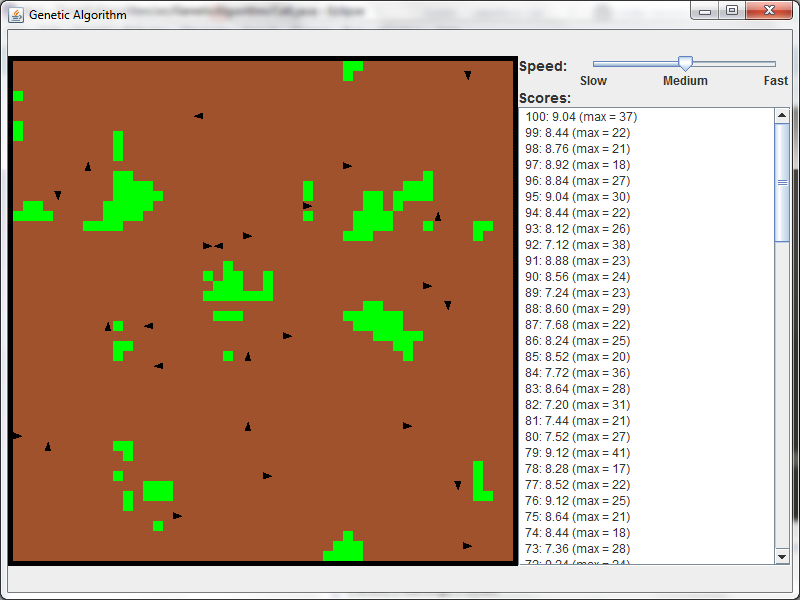 Genetic Algorithm
Speed:
Slow Medium Fast
Scores:
100: 9.04 (max = 37)
99: 8.44 (max = 22)
98: 8.76 (max = 21)
97: 8.92 (max = 18)
96: 8.84 (max = 27)
95: 9.04 (max = 30)
94: 8.44 (max = 22)
93: 8.12 (max = 26)
92: 7.12 (max = 38)
91: 8.88 (max = 23)
90: 8.56 (max = 24)
89: 7.24 (max = 23)
88: 8.60 (max = 29)
87: 7.68 (max = 22)
86: 8.24 (max = 25)
85: 8.52 (max = 20)
84: 7.72 (max = 36)
83: 8.64 (max = 28)
82: 7.20 (max = 31)
81: 7.44 (max = 21)
80: 7.52 (max = 27)
79: 9.12 (max = 41)
78: 8.28 (max = 17)
77: 8.52 (max = 22)
76: 9.12 (max = 25)
75: 8.64 (max = 21)
74: 8.44 (max = 18)
73: 7.36 (max = 28)